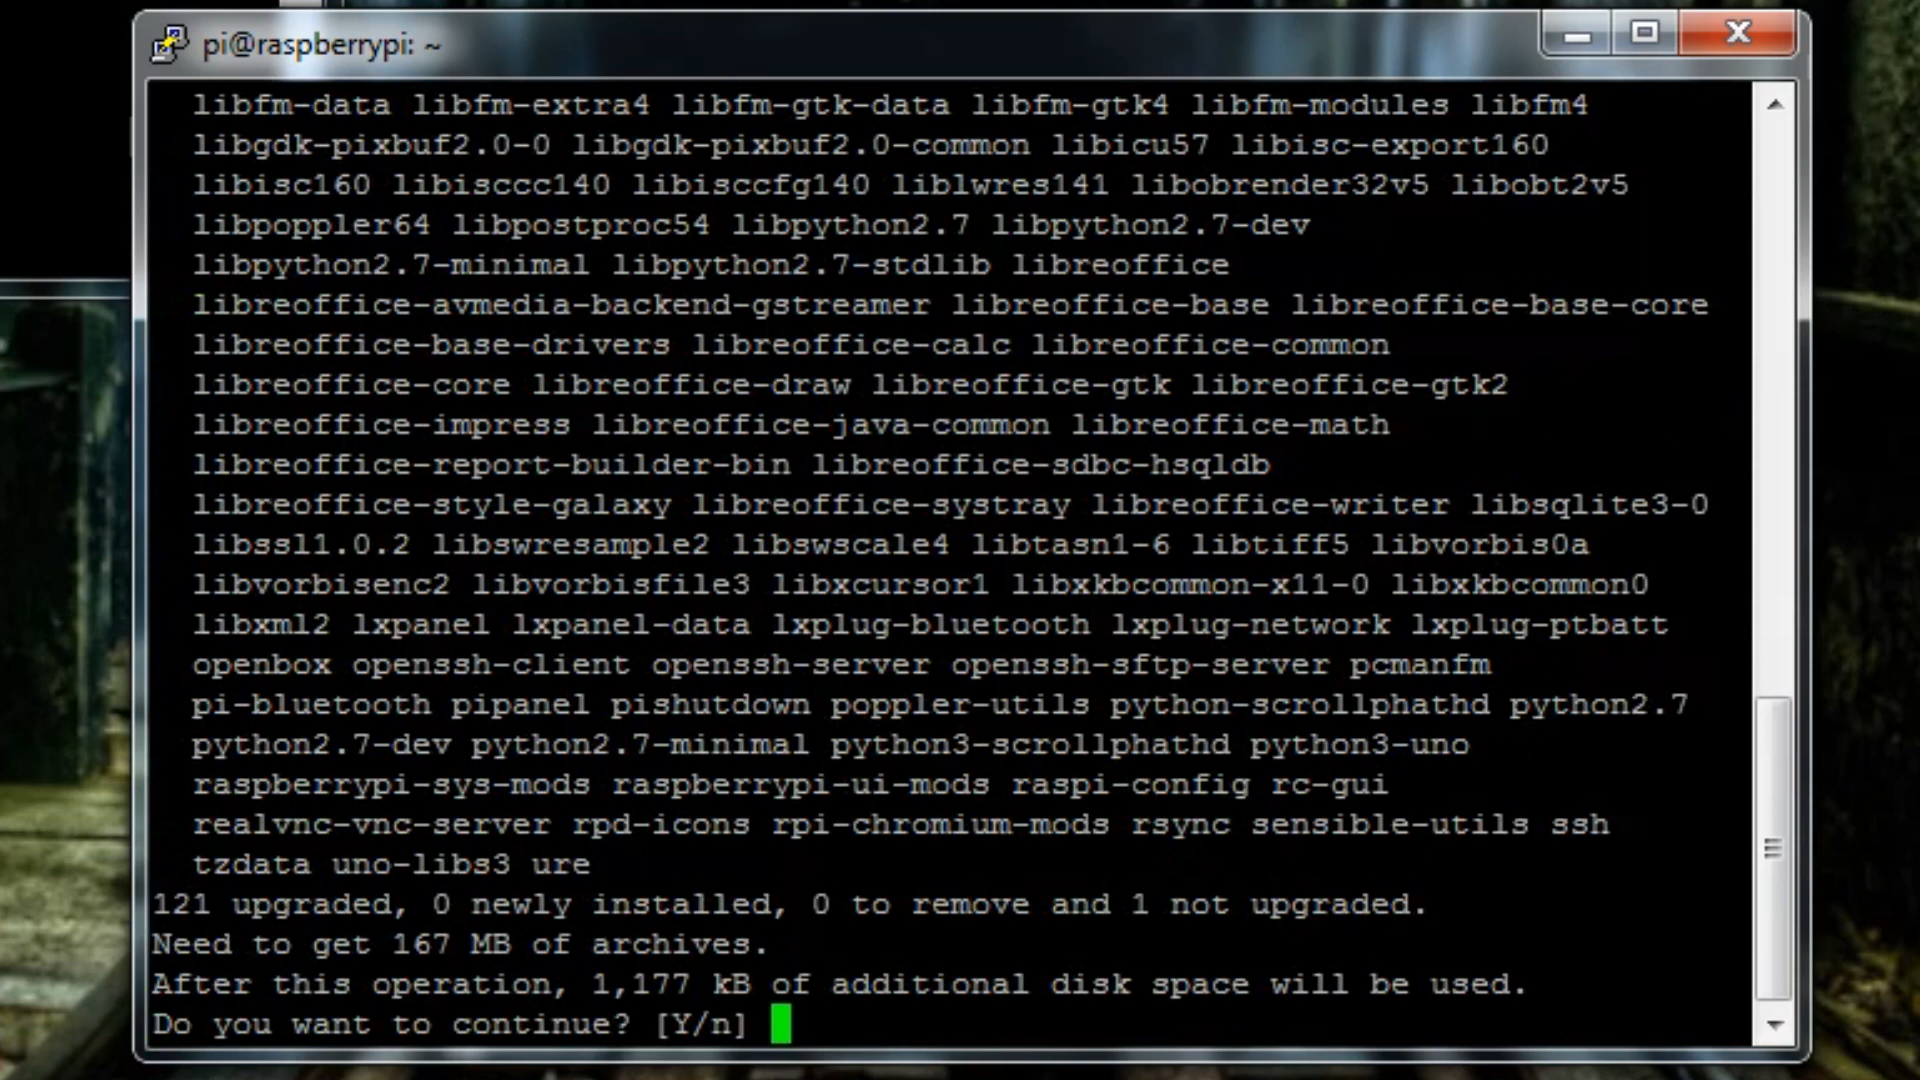 pi@raspberrypi: ~
libfm-data libfm-extra4 libfm-gtk-data libfm-gtk4 libfm-modules libfm4
libgdk-pixbuf2.0-0 libgdk-pixbuf2.0-common libicu57 libisc-export160
libisc160 libisccc140 libisccfg140 liblwres141 libobrender32v5 libobt2v5
libpoppler64 libpostproc54 libpython2.7 libpython2.7-dev
libpython2.7-minimal libpython2.7-stdlib libreoffice
libreoffice-avmedia-backend-gstreamer libreoffice-base libreoffice-base-core
libreoffice-base-drivers libreoffice-calc libreoffice-common
libreoffice-core libreoffice-draw libreoffice-gtk libreoffice-gtk2
libreoffice-impress libreoffice-java-common libreoffice-math
libreoffice-report-builder-bin libreoffice-sdbc-hsqldb
libreoffice-style-galaxy libreoffice-systray libreoffice-writer libsqlite3-0
libssl1.0.2 libswresample2 libswscale4 libtasn1-6 libtiff5 libvorbis0a
libvorbisenc2 libvorbisfile3 libxcursor1 libxkbcommon-x11-0 libxkbcommon0
libxml2 lxpanel lxpanel-data lxplug-bluetooth lxplug-network lxplug-ptbatt
openbox openssh-client openssh-server openssh-sftp-server pcmanfm
pi-bluetooth pipanel pishutdown poppler-utils python-scrollphathd python2.7
python2.7-dev python2.7-minimal python3-scrollphathd python3-uno
raspberrypi-sys-mods raspberrypi-ui-mods raspi-config rc-gui
realvnc-vnc-server rpd-icons rpi-chromium-mods rsync sensible-utils ssh
tzdata uno-libs3 ure
121 upgraded, 0 newly installed, 0 to remove and 1 not upgraded.
Need to get 167 MB of archives.
After this operation, 1,177 kB of additional disk space will be used.
Do you want to continue? [Y/n]